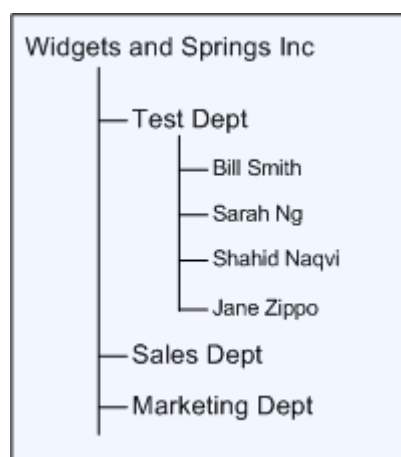 Widgets and Springs Inc
Test Dept
Bill Smith
Sarah Ng
Shahid Naqvi
Jane Zippo
Sales Dept
Marketing Dept